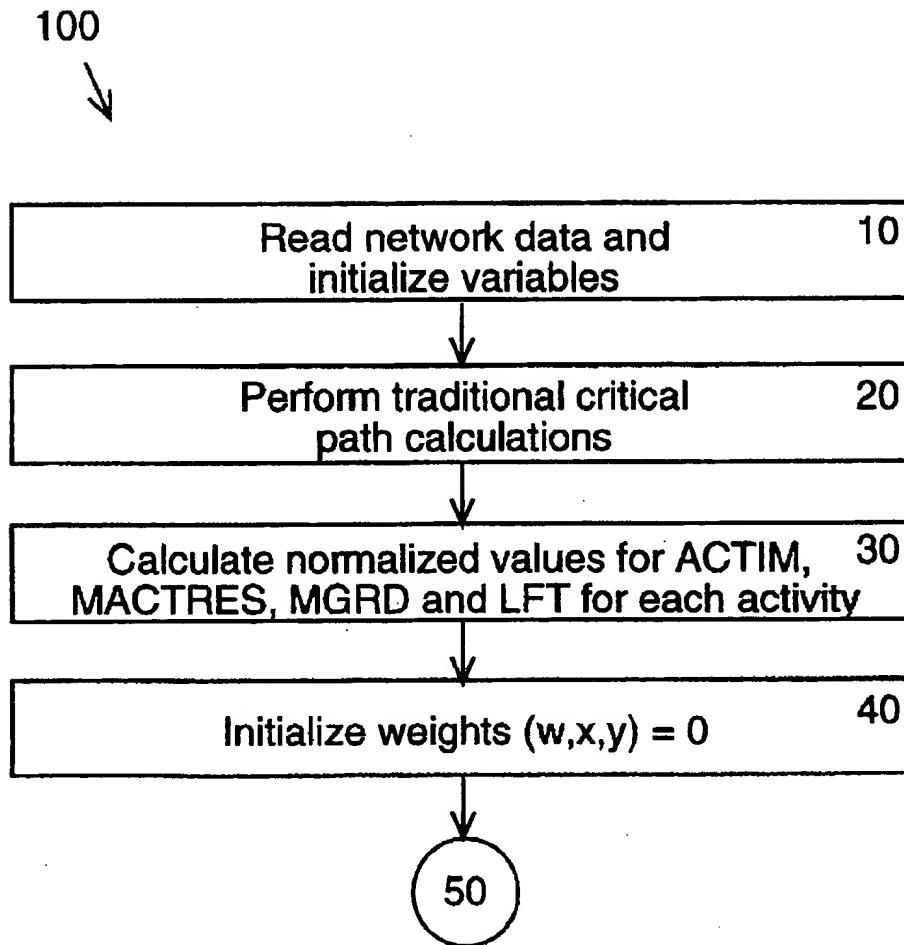 100
Read network data and 10
initialize variables
Perform traditional critical 20
path calculations
Calculate normalized values for ACTIM, 30
MACTRES, MGRD and LFT for each activity
Initialize weights (w,x,y) = 0 40
50